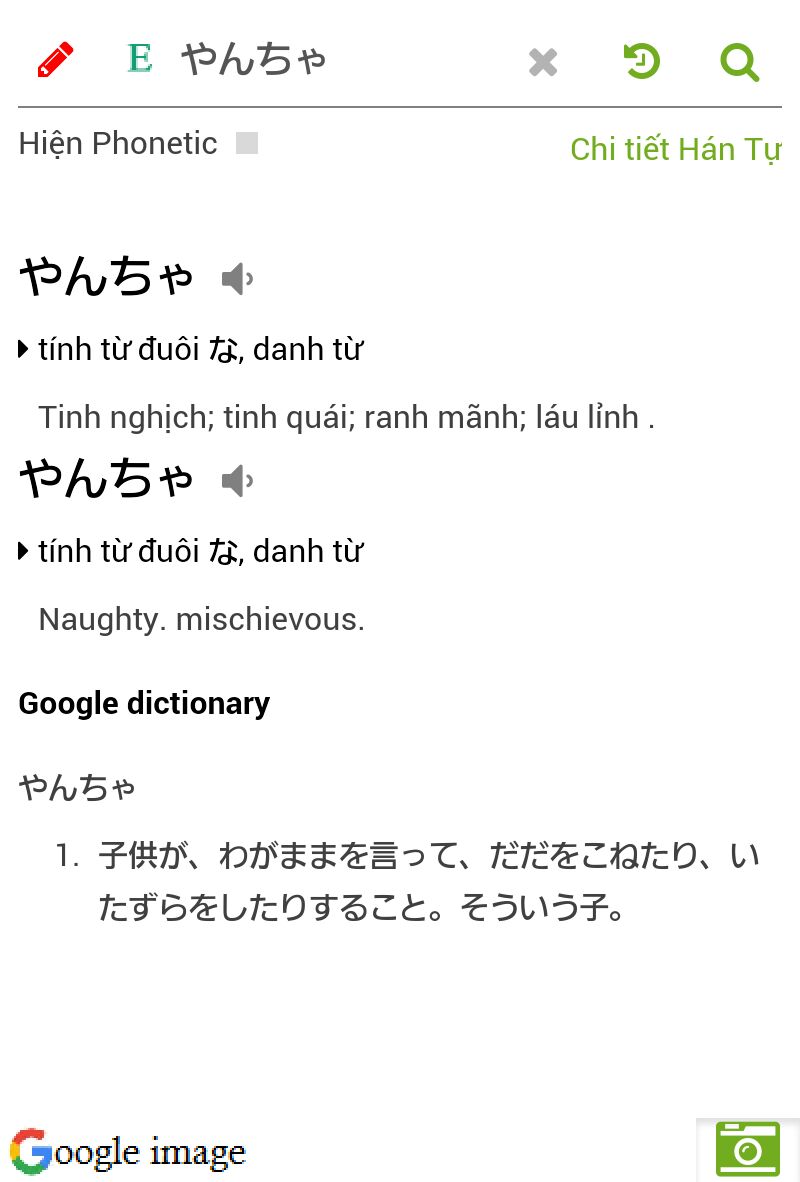 E やんちゃ
Hiện Phonetic
Chi tiết Hán Tự
やんちゃ
tính từ đuôi な, danh từ
Tinh nghịch; tinh quái; ranh mãnh; láu lỉnh .
やんちゃ
tính từ đuôi な, danh từ
Naughty. mischievous.
Google dictionary
やんちゃ
1. 子供が、わがままを言って、だだをこねたり、い
たずらをしたりすること。そういう子。
Google image